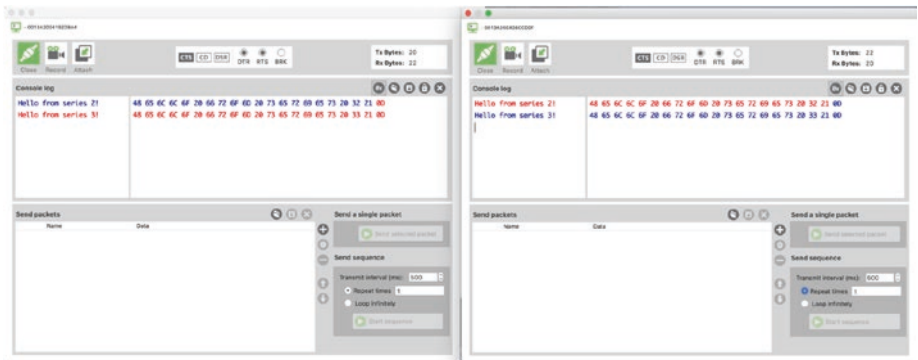 Close Record Attach
CTS CD DSR DTR RTS BRK
Tx Bytes: 20
Rx Bytes: 22
Console log
Hello from series 2! 48 65 6C 6C 6F 20 66 72 6F 6D 20 73 65 72 69 65 73 20 32 21 0D
Hello from series 3! 48 65 6C 6C 6F 20 66 72 6F 6D 20 73 65 72 69 65 73 20 33 21 0D
Send packets
Name Data
Send a single packet
Send selected packet
Send sequence
Transmit interval (ms): 500
Repeat times 1
Loop infinitely
Start sequence
Close Record Attach
CTS CD DSR DTR RTS BRK
Tx Bytes: 22
Rx Bytes: 20
Console log
Hello from series 2! 48 65 6C 6C 6F 20 66 72 6F 6D 20 73 65 72 69 65 73 20 32 21 0D
Hello from series 3! 48 65 6C 6C 6F 20 66 72 6F 6D 20 73 65 72 69 65 73 20 33 21 0D
Send packets
Name Data
Send a single packet
Send selected packet
Send sequence
Transmit interval (ms): 500
Repeat times 1
Loop infinitely
Start sequence